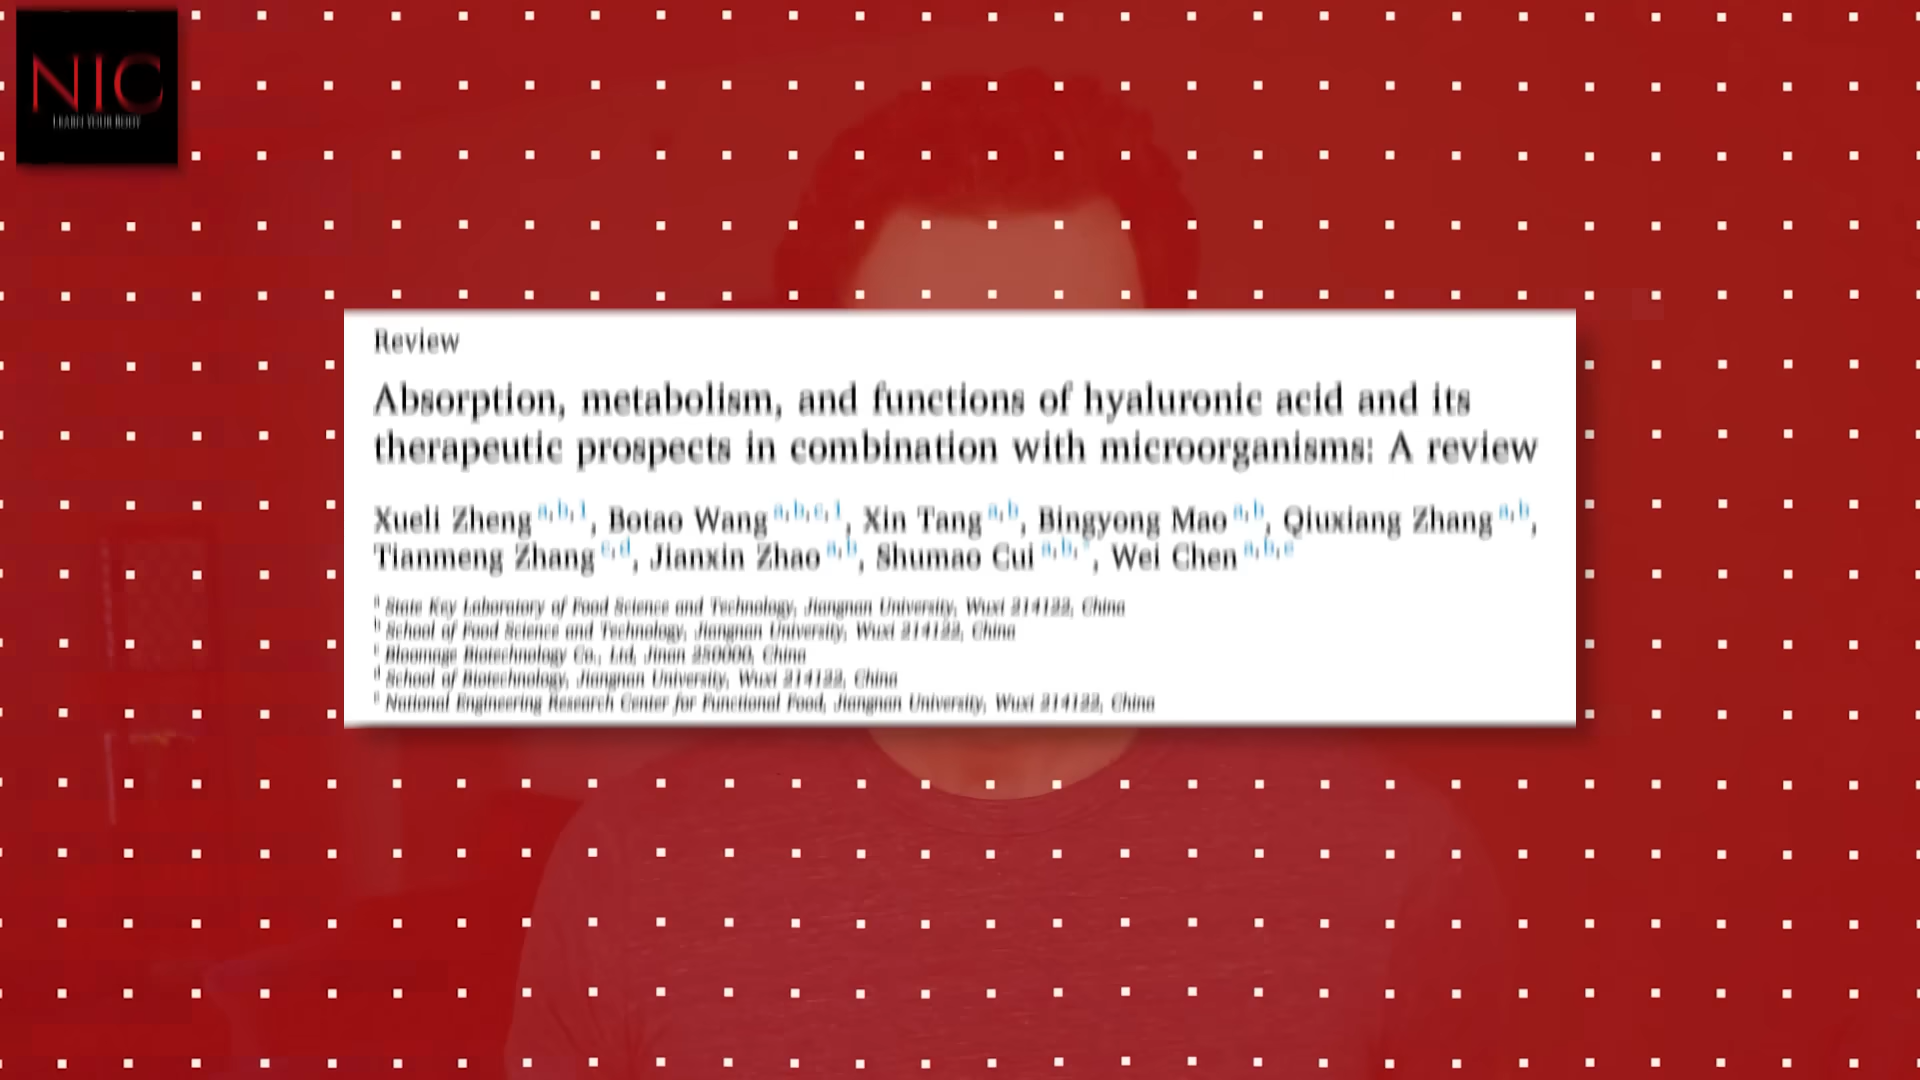 NIC
LEARN YOUR BODY
Review
Absorption, metabolism, and functions of hyaluronic acid and its
therapeutic prospects in combination with microorganisms: A review
Xueli Zheng a,b,1, Botao Wang a,b,c,1, Xin Tang a,b, Bingyong Mao a,b, Qiuxiang Zhang a,b,
Tianmeng Zhang c,d, Jianxin Zhao a,b, Shumao Cui a,b,*, Wei Chen a,b,e
a State Key Laboratory of Food Science and Technology, Jiangnan University, Wuxi 214122, China
b School of Food Science and Technology, Jiangnan University, Wuxi 214122, China
c Bloomage Biotechnology Co., Ltd, Jinan 250000, China
d School of Biotechnology, Jiangnan University, Wuxi 214122, China
e National Engineering Research Center for Functional Food, Jiangnan University, Wuxi 214122, China